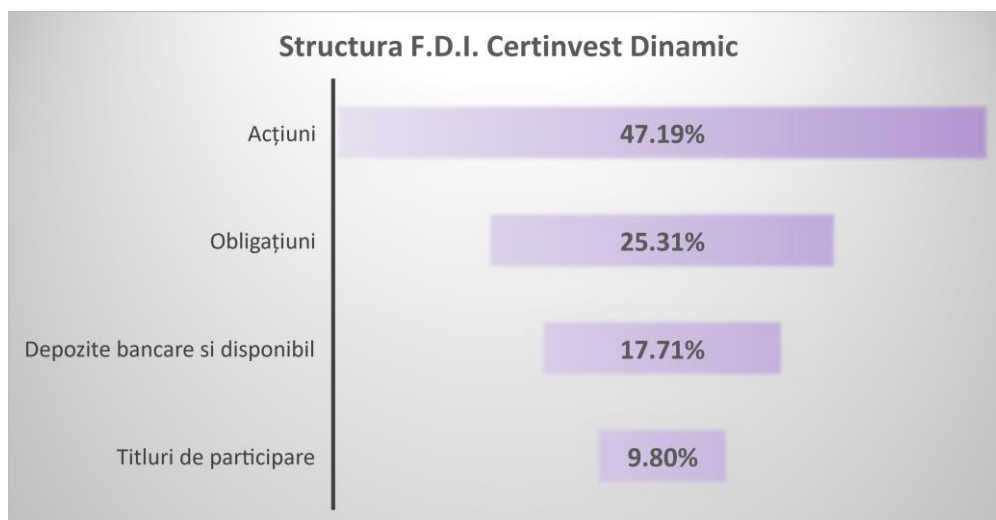 Structura F.D.I. Certinvest Dinamic
Acțiuni
47.19%
Obligațiuni
25.31%
Depozite bancare si disponibil
17.71%
Titluri de participare
9.80%